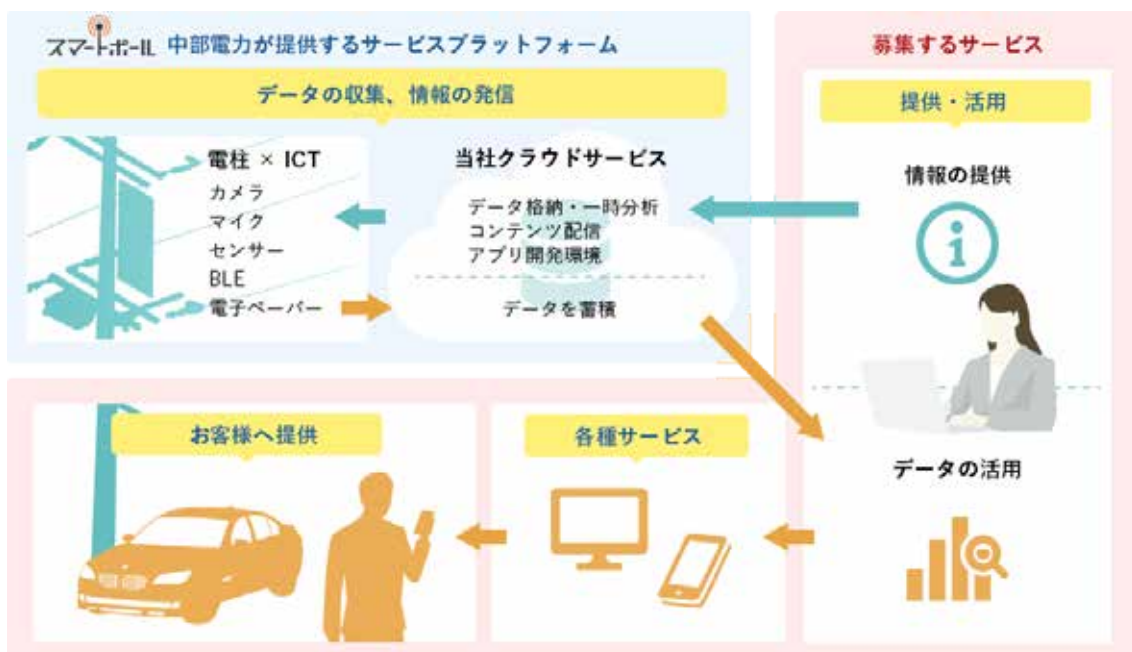 スマートポール 中部電力が提供するサービスプラットフォーム
データの収集、情報の発信
電柱 × ICT
カメラ
マイク
センサー
BLE
電子ペーパー
当社クラウドサービス
データ格納・一時分析
コンテンツ配信
アプリ開発環境
データを蓄積
募集するサービス
提供・活用
情報の提供
i
データの活用
各種サービス
お客様へ提供